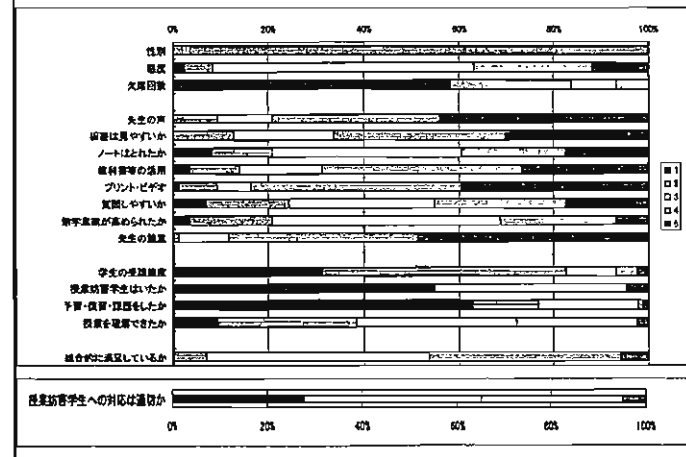 0% 20% 40% 60% 80% 100%
性別
難度
欠席回数
先生の声
板書は見やすいか
ノートはとれたか
教科書等の活用
プリント・ビデオ
質問しやすいか
勉学意欲が高められたか
先生の熱意
学生の受講態度
授業妨害学生はいたか
予習・復習・課題をしたか
授業を理解できたか
総合的に満足しているか
1
2
3
4
5
授業妨害学生への対応は適切か
0% 20% 40% 60% 80% 100%